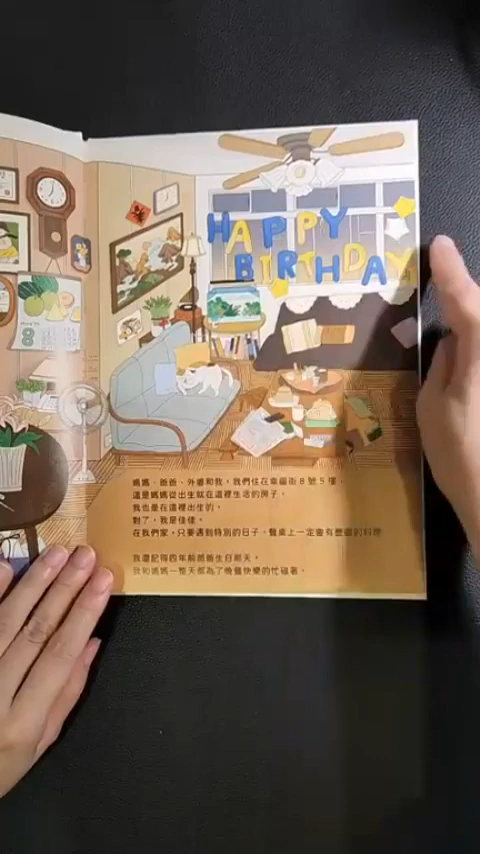 MONTH
8
HAPPY
BIRTHDAY
媽媽、爸爸、外婆和我，我們住在幸福街8號5樓，
這是媽媽從出生就在這裡生活的房子，
我也是在這裡出生的。
對了，我是佳佳。
在我們家，只要遇到特別的日子，餐桌上一定會有豐盛的料理
我還記得四年前爸爸生日那天，
我和媽媽一整天都為了晚餐快樂的忙碌著。